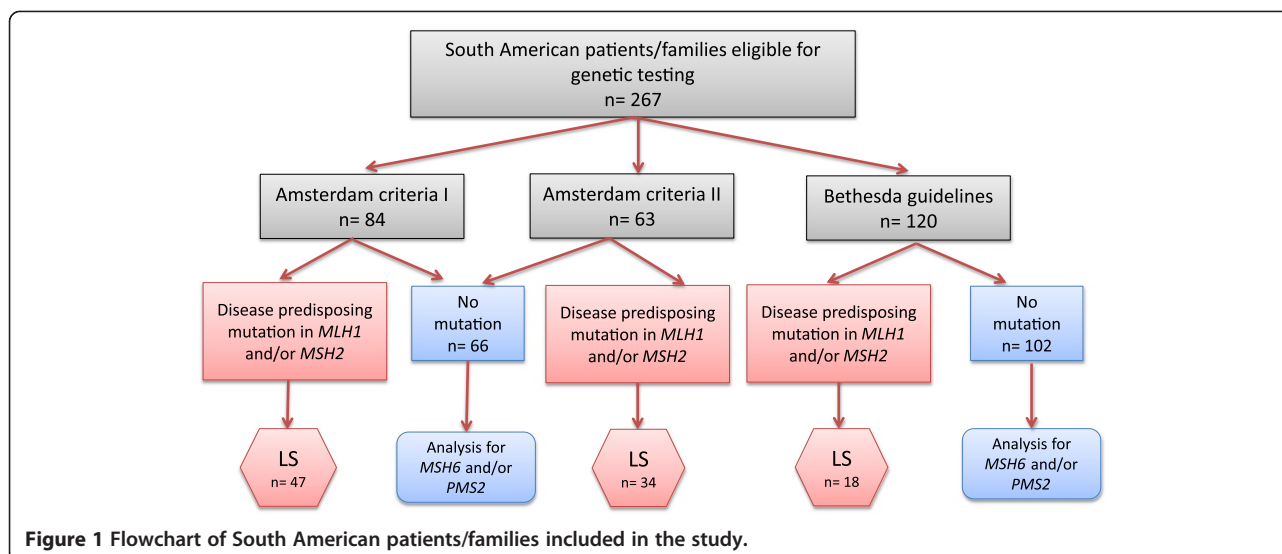 South American patients/families eligible for
genetic testing
n= 267
Amsterdam criteria I
n= 84
Amsterdam criteria II
n= 63
Bethesda guidelines
n= 120
Disease predisposing
mutation in MLH1
and/or MSH2
No
mutation
n= 66
Disease predisposing
mutation in MLH1
and/or MSH2
Disease predisposing
mutation in MLH1
and/or MSH2
No
mutation
n= 102
LS
n= 47
Analysis for
MSH6 and/or
PMS2
LS
n= 34
LS
n= 18
Analysis for
MSH6 and/or
PMS2
Figure 1 Flowchart of South American patients/families included in the study.